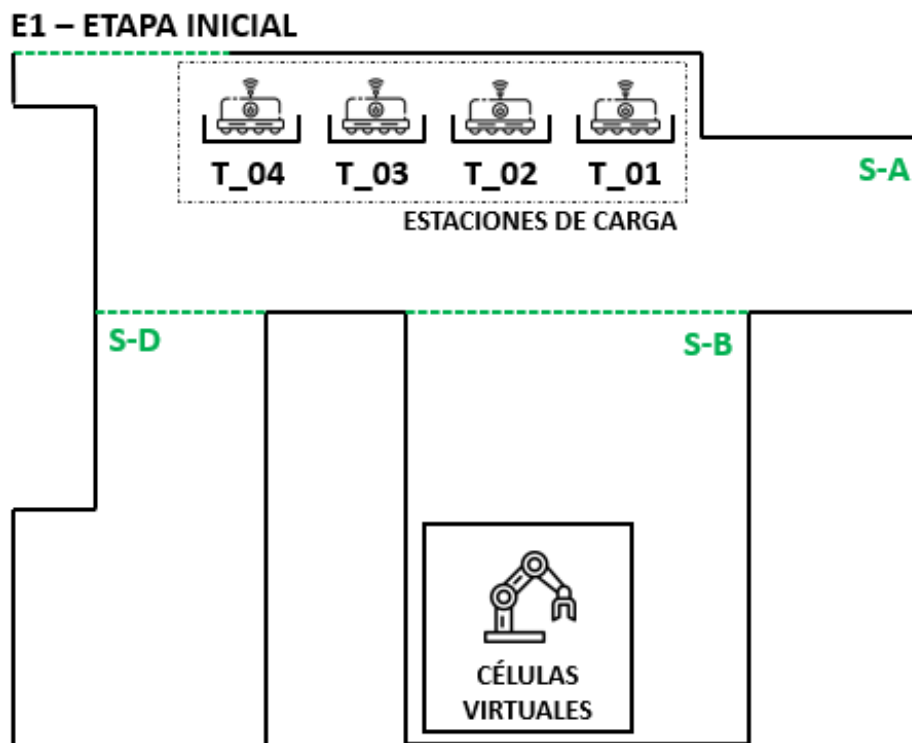 E1 – ETAPA INICIAL
T_04 T_03 T_02 T_01
S-A
ESTACIONES DE CARGA
S-D
S-B
CÉLULAS
VIRTUALES